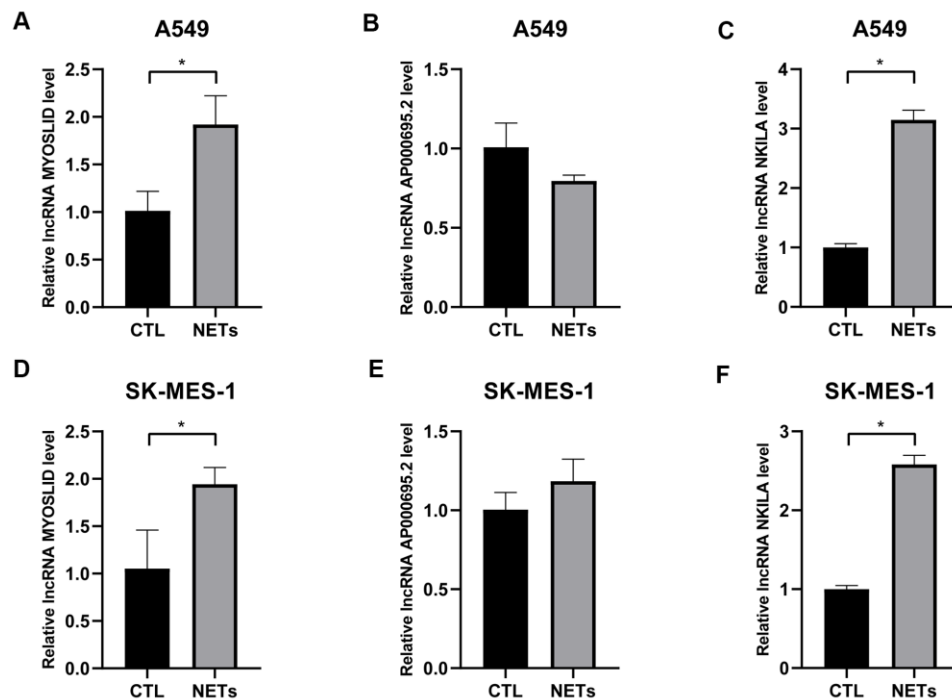 A
A549
Relative lncRNA MYOSLID level
2.5
2.0
1.5
1.0
0.5
0.0
*
CTL NETs
B
A549
Relative lncRNA AP000695.2 level
1.5
1.0
0.5
0.0
CTL NETs
C
A549
Relative lncRNA NKILA level
4
3
2
1
0
*
CTL NETs
D
SK-MES-1
Relative lncRNA MYOSLID level
2.5
2.0
1.5
1.0
0.5
0.0
*
CTL NETs
E
SK-MES-1
Relative lncRNA AP000695.2 level
1.5
1.0
0.5
0.0
CTL NETs
F
SK-MES-1
Relative lncRNA NKILA level
3
2
1
0
*
CTL NETs